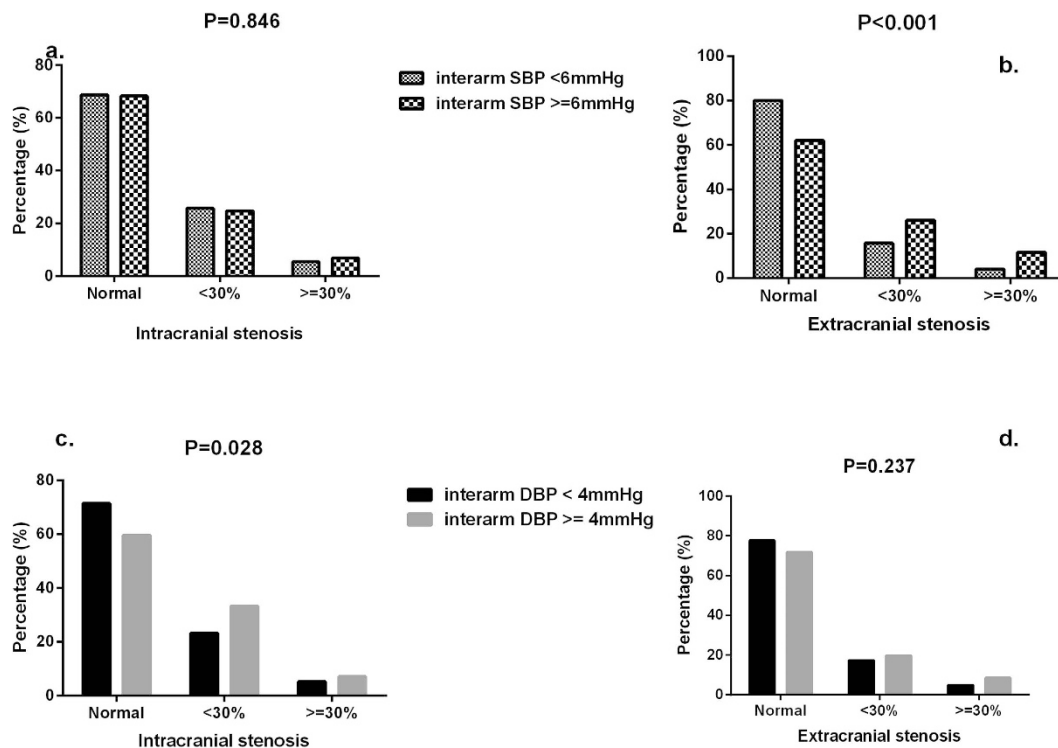 P=0.846
a.
80
60
40
20
0
Percentage (%)
Normal <30% >=30%
Intracranial stenosis
interarm SBP <6mmHg
interarm SBP >=6mmHg
P<0.001
b.
100
80
60
40
20
0
Percentage (%)
Normal <30% >=30%
Extracranial stenosis
c.
P=0.028
80
60
40
20
0
Percentage (%)
Normal <30% >=30%
Intracranial stenosis
interarm DBP < 4mmHg
interarm DBP >= 4mmHg
d.
P=0.237
100
80
60
40
20
0
Percentage (%)
Normal <30% >=30%
Extracranial stenosis